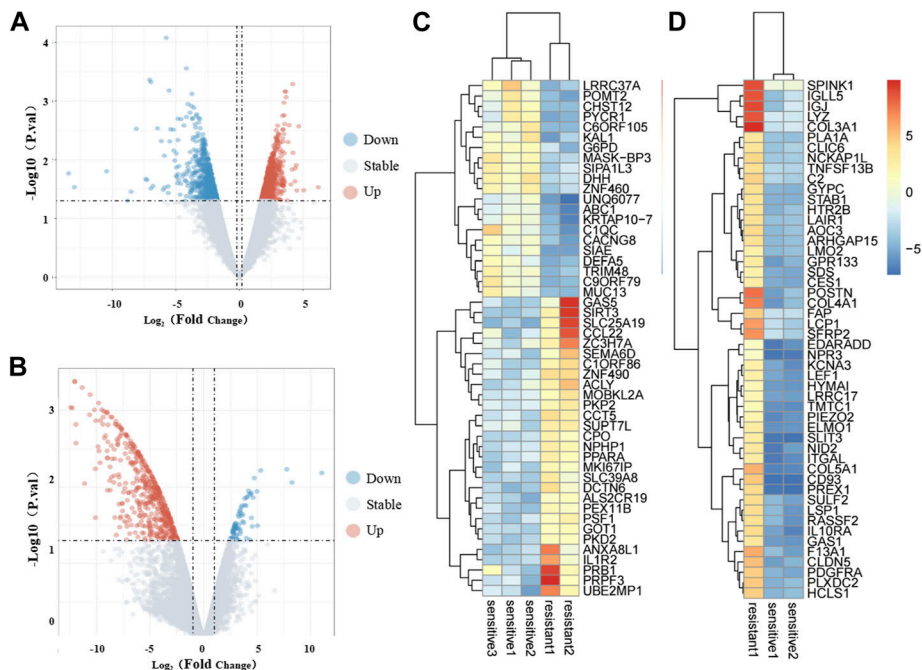 A
4
3
2
1
0
-Log10 (P.val)
-10
-5
0
5
Log₂ (Fold Change)
Down
Stable
Up
B
3
2
1
0
-Log10 (P.val)
-10
-5
0
5
10
Log₂ (Fold Change)
Down
Stable
Up
C
LRRC37A
POMT2
CHST12
PYCR1
C6ORF105
KAL1
G6PD
MASK-BP3
SIPA1L3
DHH
ZNF460
UNQ6077
ABC1
KRTAP10-7
C1QC
CACNG8
SIAE
DEFA5
TRIM48
C9ORF79
MUC13
GAS5
SIRT3
SLC25A19
CCL22
ZC3H7A
SEMA6D
C1ORF86
ZNF490
ACLY
MOBKL2A
PKP2
CCT5
SUPT7L
CPO
NPHP1
PPARA
MKI67IP
SLC39A8
DCTN6
ALS2CR19
PEX11B
PSF1
GOT1
PKD2
ANXA8L1
IL1R2
PRB1
PRPF3
UBE2MP1
sensitive3
sensitive1
sensitive2
resistant1
resistant2
D
SPINK1
IGLL5
IGJ
LYZ
COL3A1
PLA1A
CLIC6
NCKAP1L
TNFSF13B
C2
GYPC
STAB1
HTR2B
LAIR1
AOC3
ARHGAP15
LMO2
GPR133
SDS
CES1
POSTN
COL4A1
FAP
LCP1
SFRP2
EDARADD
NPR3
KCNA3
LEF1
HYMAI
LRRC17
TMTC1
PIEZO2
ELMO1
SLIT3
NID2
ITGAL
COL5A1
CD93
PREX1
SULF2
LSP1
RASSF2
IL10RA
GAS1
F13A1
CLDN5
PDGFRA
PLXDC2
HCLS1
resistant1
sensitive1
sensitive2
5
0
−5